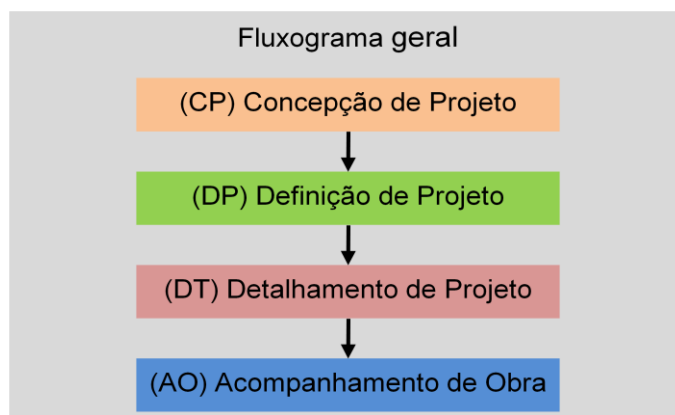 Fluxograma geral
(CP) Concepção de Projeto
(DP) Definição de Projeto
(DT) Detalhamento de Projeto
(AO) Acompanhamento de Obra